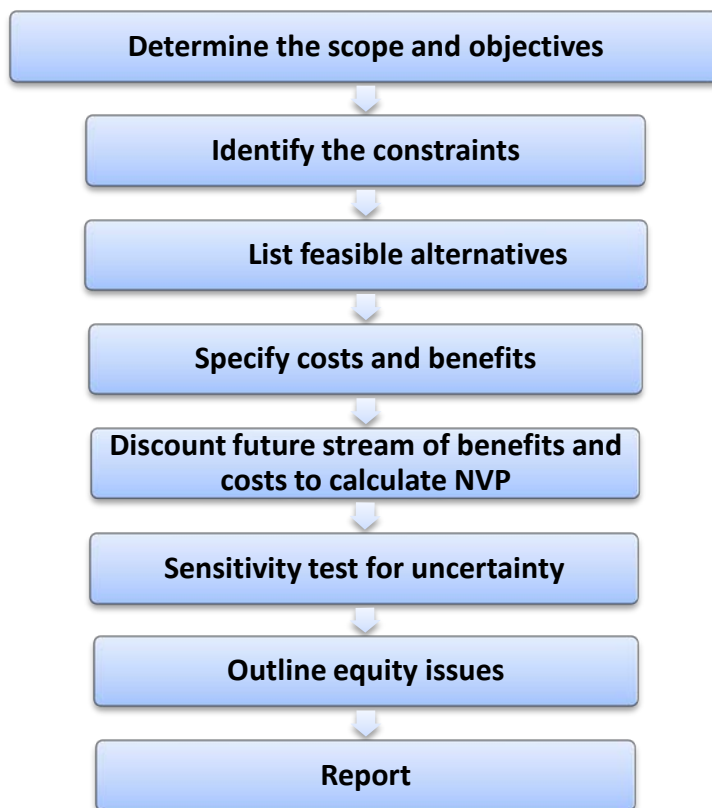 Determine the scope and objectives
Identify the constraints
List feasible alternatives
Specify costs and benefits
Discount future stream of benefits and
costs to calculate NVP
Sensitivity test for uncertainty
Outline equity issues
Report